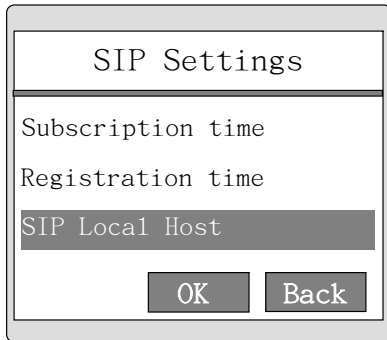 SIP Settings
Subscription time
Registration time
SIP Local Host
OK Back